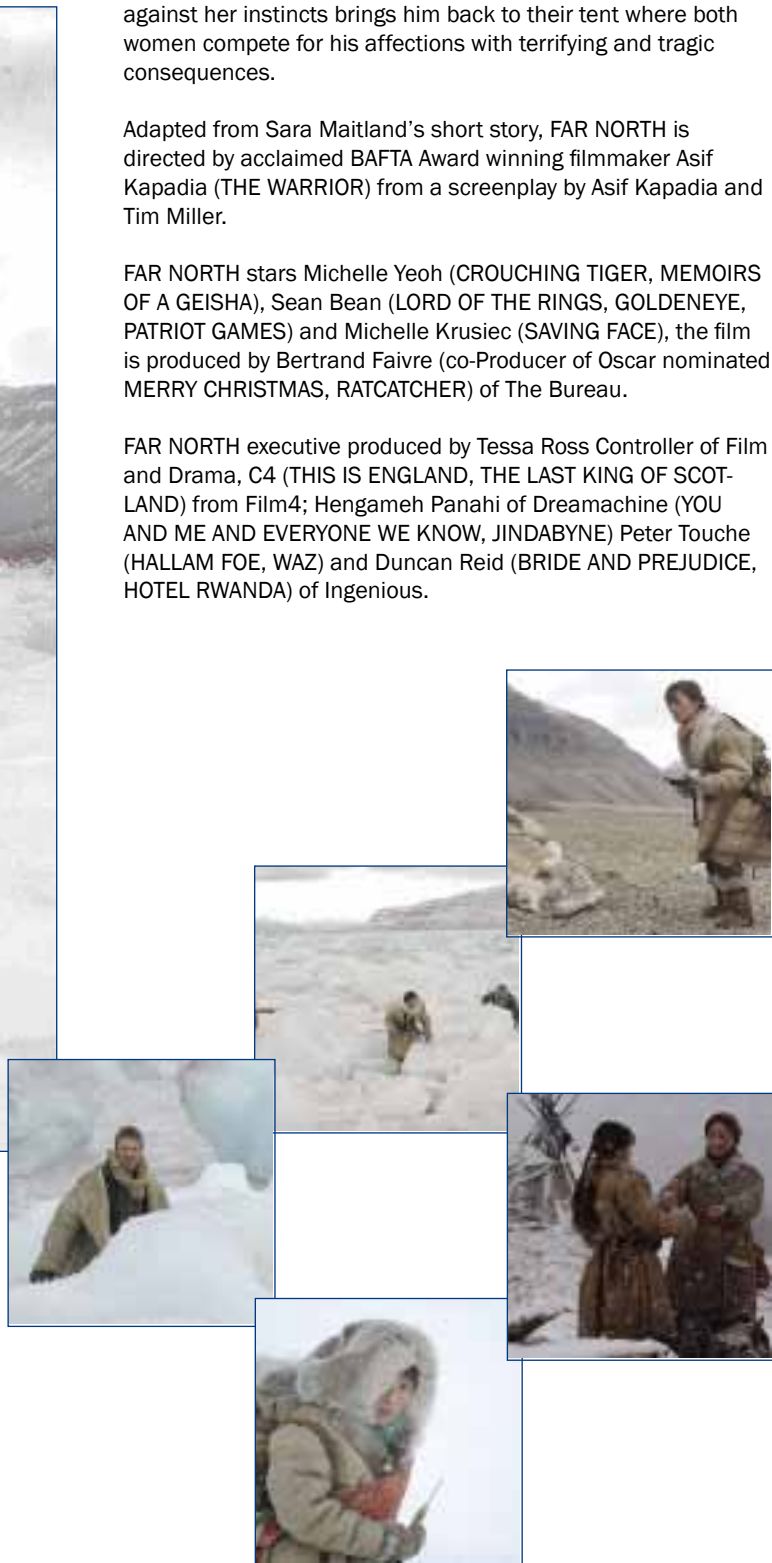 against her instincts brings him back to their tent where both
women compete for his affections with terrifying and tragic
consequences.
Adapted from Sara Maitland’s short story, FAR NORTH is
directed by acclaimed BAFTA Award winning filmmaker Asif
Kapadia (THE WARRIOR) from a screenplay by Asif Kapadia and
Tim Miller.
FAR NORTH stars Michelle Yeoh (CROUCHING TIGER, MEMOIRS
OF A GEISHA), Sean Bean (LORD OF THE RINGS, GOLDENEYE,
PATRIOT GAMES) and Michelle Krusiec (SAVING FACE), the film
is produced by Bertrand Faivre (co-Producer of Oscar nominated
MERRY CHRISTMAS, RATCATCHER) of The Bureau.
FAR NORTH executive produced by Tessa Ross Controller of Film
and Drama, C4 (THIS IS ENGLAND, THE LAST KING OF SCOT-
LAND) from Film4; Hengameh Panahi of Dreamachine (YOU
AND ME AND EVERYONE WE KNOW, JINDABYNE) Peter Touche
(HALLAM FOE, WAZ) and Duncan Reid (BRIDE AND PREJUDICE,
HOTEL RWANDA) of Ingenious.